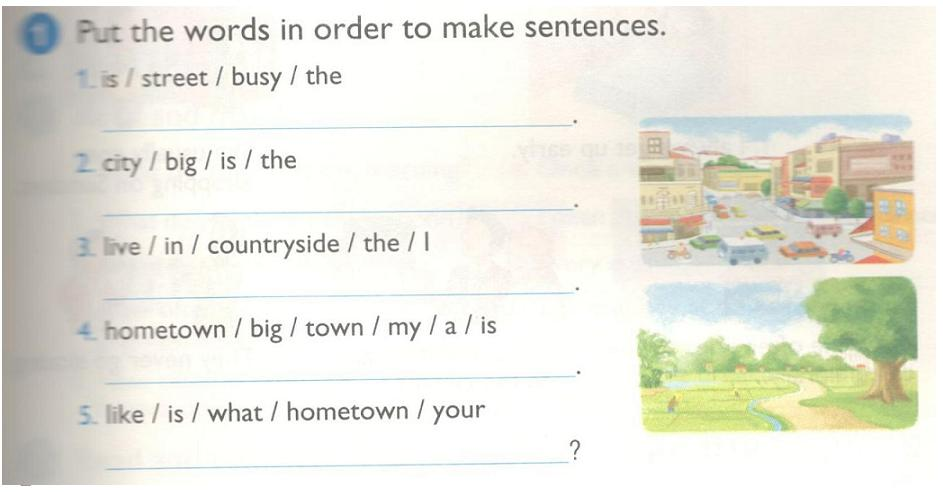 1 Put the words in order to make sentences.
1. is / street / busy / the
.
2. city / big / is / the
.
3. live / in / countryside / the / I
.
4. hometown / big / town / my / a / is
.
5. like / is / what / hometown / your
?